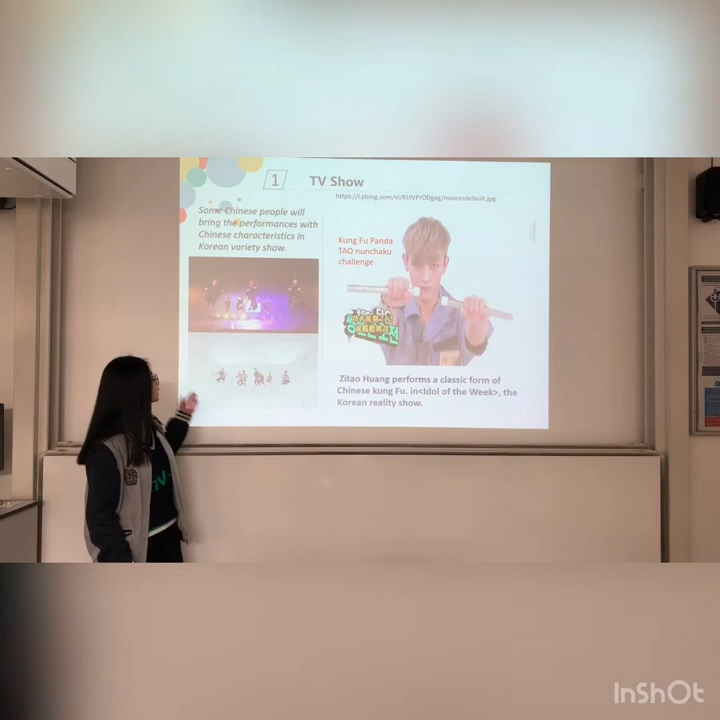 1 TV Show
https://i.ytimg.com/vi/RLtVPrODgag/maxresdefault.jpg
Some Chinese people will
bring the performances with
Chinese characteristics in
Korean variety show.
Kung Fu Panda
TAO nunchaku
challenge
Zitao Huang performs a classic form of
Chinese kung Fu. in<Idol of the Week>, the
Korean reality show.
InShOt